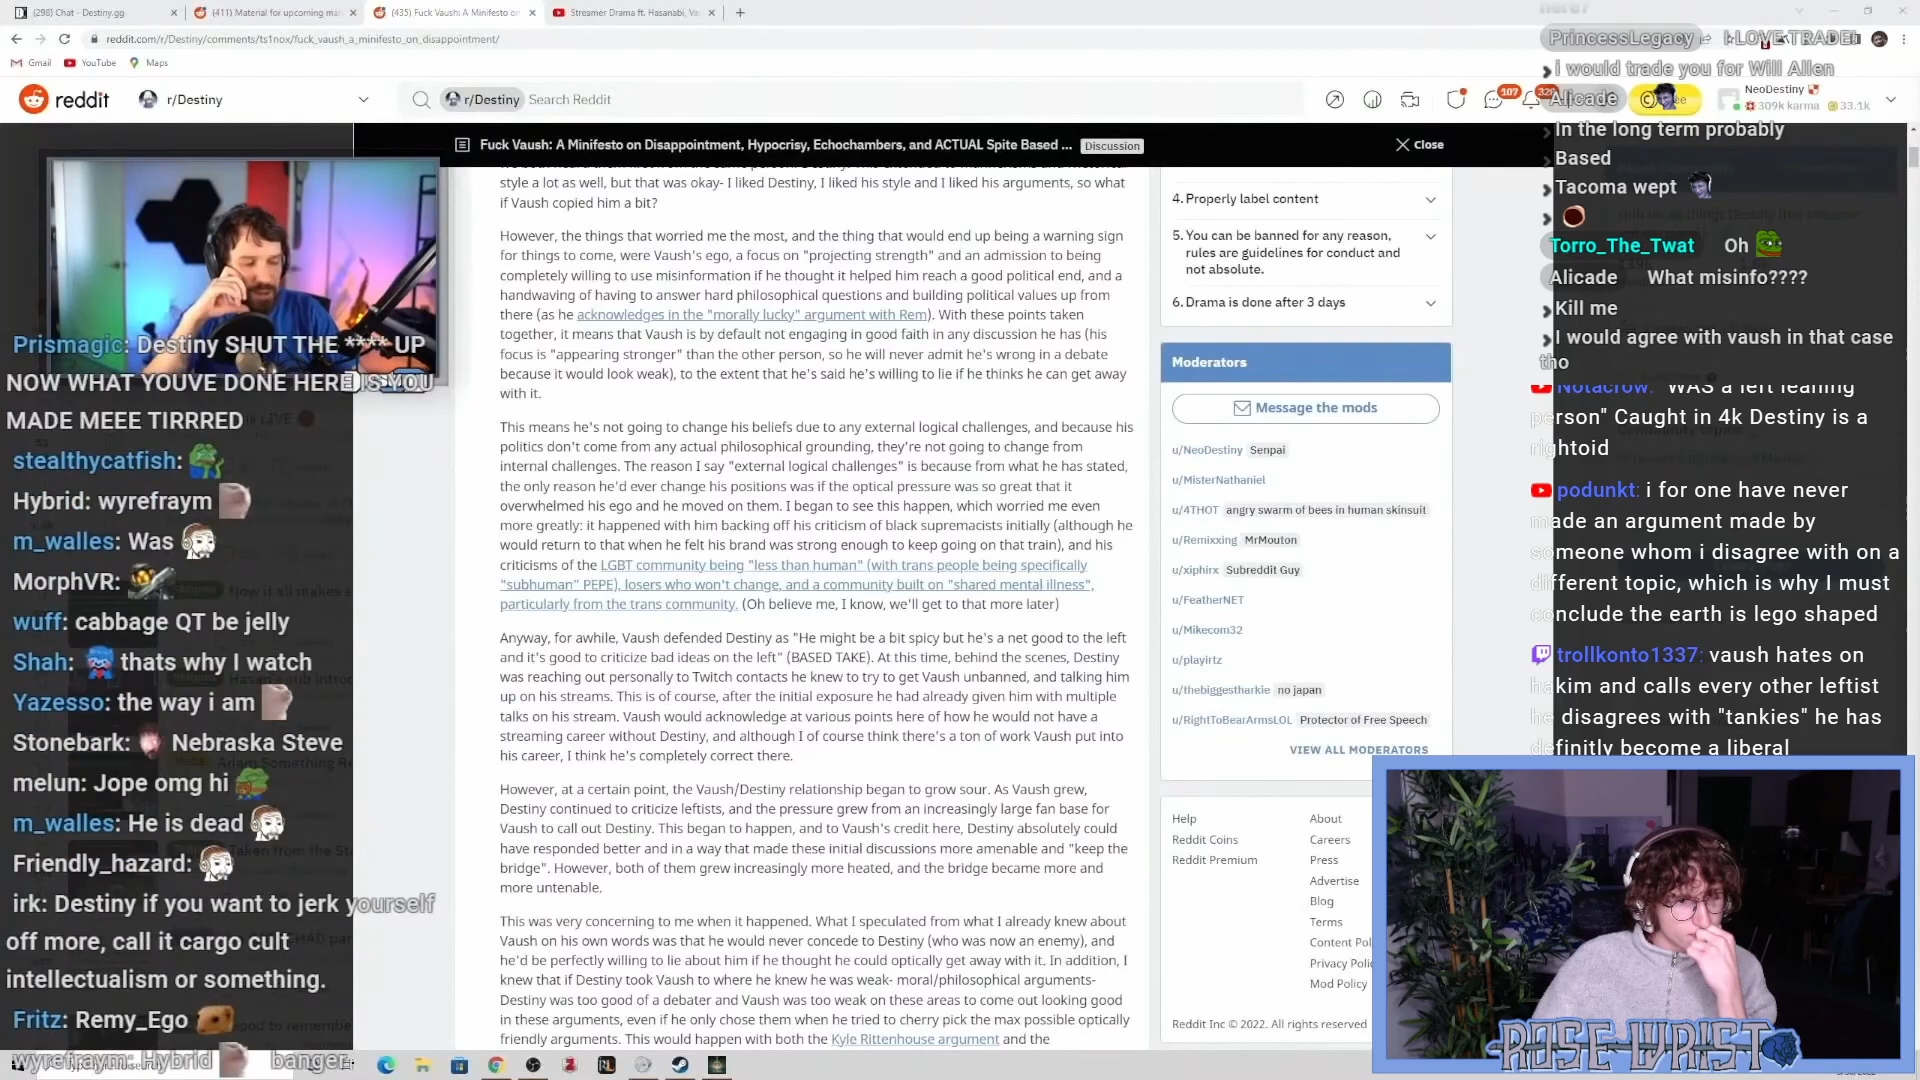 (298) Chat - Destiny.gg
(411) Material for upcoming ma
(435) Fuck Vaush: A Manifesto on
Streamer Drama ft. Hasanabi, Va
reddit.com/r/Destiny/comments/ts1nox/fuck_vaush_a_minifesto_on_disappointment/
Gmail
YouTube
Maps
reddit
r/Destiny
r/Destiny
Search Reddit
107
NeoDestiny
309k karma
33.1k
Fuck Vaush: A Minifesto on Disappointment, Hypocrisy, Echochambers, and ACTUAL Spite Based ...
Discussion
Close
style a lot as well, but that was okay- I liked Destiny, I liked his style and I liked his arguments, so what
if Vaush copied him a bit?
However, the things that worried me the most, and the thing that would end up being a warning sign
for things to come, were Vaush's ego, a focus on "projecting strength" and an admission to being
completely willing to use misinformation if he thought it helped him reach a good political end, and a
handwaving of having to answer hard philosophical questions and building political values up from
there (as he acknowledges in the "morally lucky" argument with Rem). With these points taken
together, it means that Vaush is by default not engaging in good faith in any discussion he has (his
focus is "appearing stronger" than the other person, so he will never admit he's wrong in a debate
because it would look weak), to the extent that he's said he's willing to lie if he thinks he can get away
with it.
This means he's not going to change his beliefs due to any external logical challenges, and because his
politics don't come from any actual philosophical grounding, they're not going to change from
internal challenges. The reason I say "external logical challenges" is because from what he has stated,
the only reason he'd ever change his positions was if the optical pressure was so great that it
overwhelmed his ego and he moved on them. I began to see this happen, which worried me even
more greatly: it happened with him backing off his criticism of black supremacists initially (although he
would return to that when he felt his brand was strong enough to keep going on that train), and his
criticisms of the LGBT community being "less than human" (with trans people being specifically
"subhuman" PEPE), losers who won't change, and a community built on "shared mental illness",
particularly from the trans community. (Oh believe me, I know, we'll get to that more later)
Anyway, for awhile, Vaush defended Destiny as "He might be a bit spicy but he's a net good to the left
and it's good to criticize bad ideas on the left" (BASED TAKE). At this time, behind the scenes, Destiny
was reaching out personally to Twitch contacts he knew to try to get Vaush unbanned, and talking him
up on his streams. This is of course, after the initial exposure he had already given him with multiple
talks on his stream. Vaush would acknowledge at various points here of how he would not have a
streaming career without Destiny, and although I of course think there's a ton of work Vaush put into
his career, I think he's completely correct there.
However, at a certain point, the Vaush/Destiny relationship began to grow sour. As Vaush grew,
Destiny continued to criticize leftists, and the pressure grew from an increasingly large fan base for
Vaush to call out Destiny. This began to happen, and to Vaush's credit here, Destiny absolutely could
have responded better and in a way that made these initial discussions more amenable and "keep the
bridge". However, both of them grew increasingly more heated, and the bridge became more and
more untenable.
This was very concerning to me when it happened. What I speculated from what I already knew about
Vaush on his own words was that he would never concede to Destiny (who was now an enemy), and
he'd be perfectly willing to lie about him if he thought he could optically get away with it. In addition, I
knew that if Destiny took Vaush to where he knew he was weak- moral/philosophical arguments-
Destiny was too good of a debater and Vaush was too weak on these areas to come out looking good
in these arguments, even if he only chose them when he tried to cherry pick the max possible optically
friendly arguments. This would happen with both the Kyle Rittenhouse argument and the
4. Properly label content
5. You can be banned for any reason,
rules are guidelines for conduct and
not absolute.
6. Drama is done after 3 days
Moderators
Message the mods
u/NeoDestiny Senpai
u/MisterNathaniel
u/4THOT angry swarm of bees in human skinsuit
u/Remixxing MrMouton
u/xiphirx Subreddit Guy
u/FeatherNET
u/Mikecom32
u/playirtz
u/thebiggestharkie no japan
u/RightToBearArmsLOL Protector of Free Speech
VIEW ALL MODERATORS
Help
Reddit Coins
Reddit Premium
About
Careers
Press
Advertise
Blog
Terms
Content Pol
Privacy Polic
Mod Policy
Reddit Inc © 2022. All rights reserved
Prismagic: Destiny SHUT THE **** UP
NOW WHAT YOUVE DONE HERE IS YOU
MADE MEEE TIRRRED
stealthycatfish:
Hybrid: wyrefraym
m_walles: Was
MorphVR:
wuff: cabbage QT be jelly
Shah: thats why I watch
Yazesso: the way i am
Stonebark: Nebraska Steve
melun: Jope omg hi
m_walles: He is dead
Friendly_hazard:
irk: Destiny if you want to jerk yourself
off more, call it cargo cult
intellectualism or something.
Fritz: Remy_Ego
wyrefraym: Hybrid banger
PrincessLegacy I LOVE TRADE!
i would trade you for Will Allen
Alicade
In the long term probably
Based
Tacoma wept
Torro_The_Twat Oh
Alicade What misinfo????
Kill me
I would agree with vaush in that case
tho
Notacrow: "WAS a left leaning
person" Caught in 4k Destiny is a
rightoid
podunkt: i for one have never
made an argument made by
someone whom i disagree with on a
different topic, which is why I must
conclude the earth is lego shaped
trollkonto1337: vaush hates on
hakim and calls every other leftist
he disagrees with "tankies" he has
definitly become a liberal
ROSE WRIST